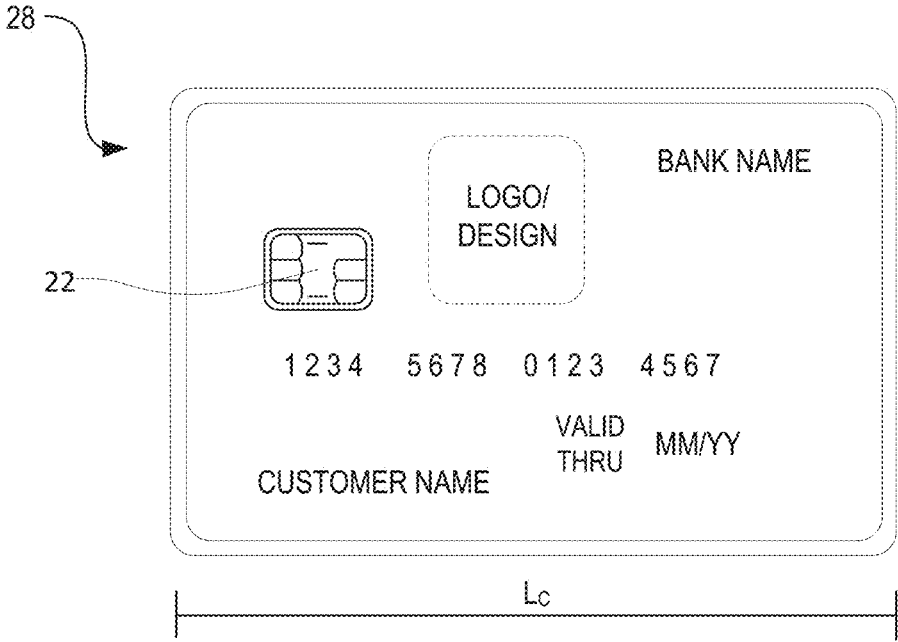 28
BANK NAME
LOGO/
DESIGN
22
1234 5678 0123 4567
VALID
THRU
MM/YY
CUSTOMER NAME
LC